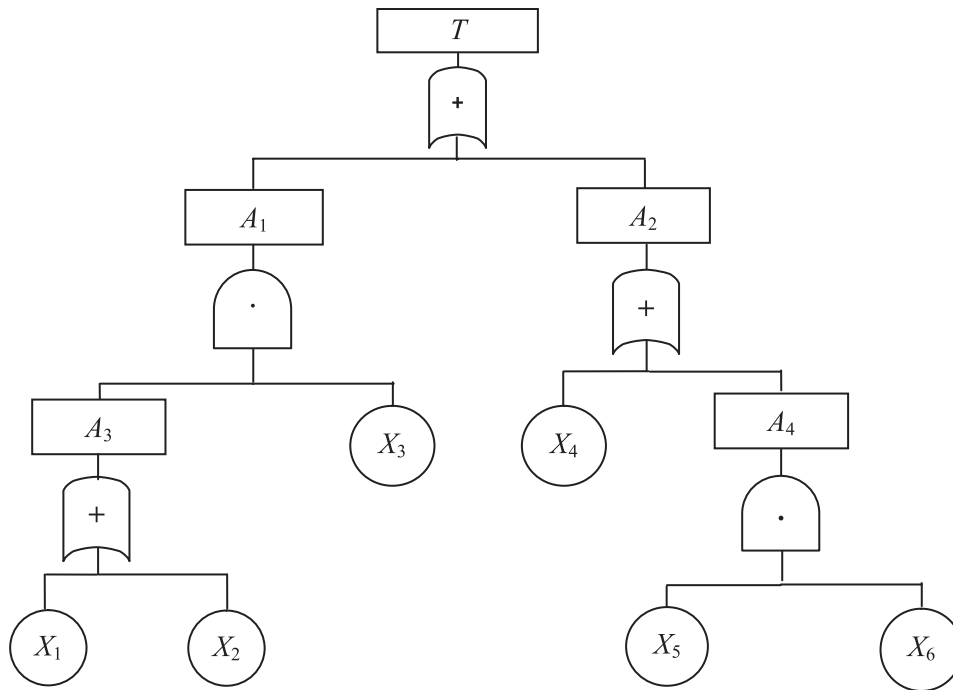 T
+
A₁ A₂
· +
A₃ X₃ X₄ A₄
+ ·
X₁ X₂ X₅ X₆